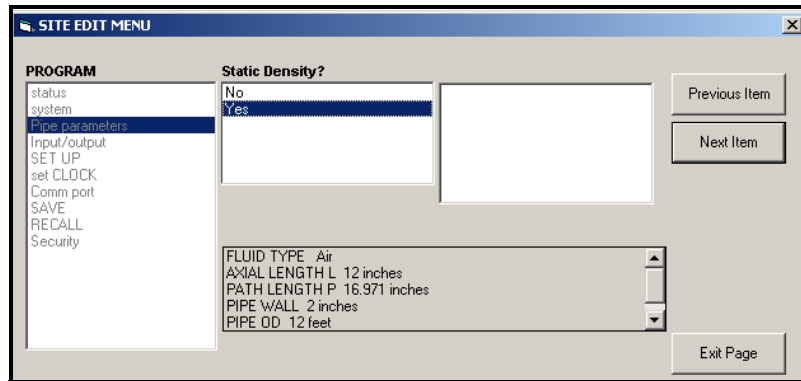 SITE EDIT MENU
PROGRAM
status
system
Pipe parameters
Input/output
SET UP
set CLOCK
Comm port
SAVE
RECALL
Security
Static Density?
No
Yes
Previous Item
Next Item
FLUID TYPE Air
AXIAL LENGTH L 12 inches
PATH LENGTH P 16.971 inches
PIPE WALL 2 inches
PIPE OD 12 feet
Exit Page